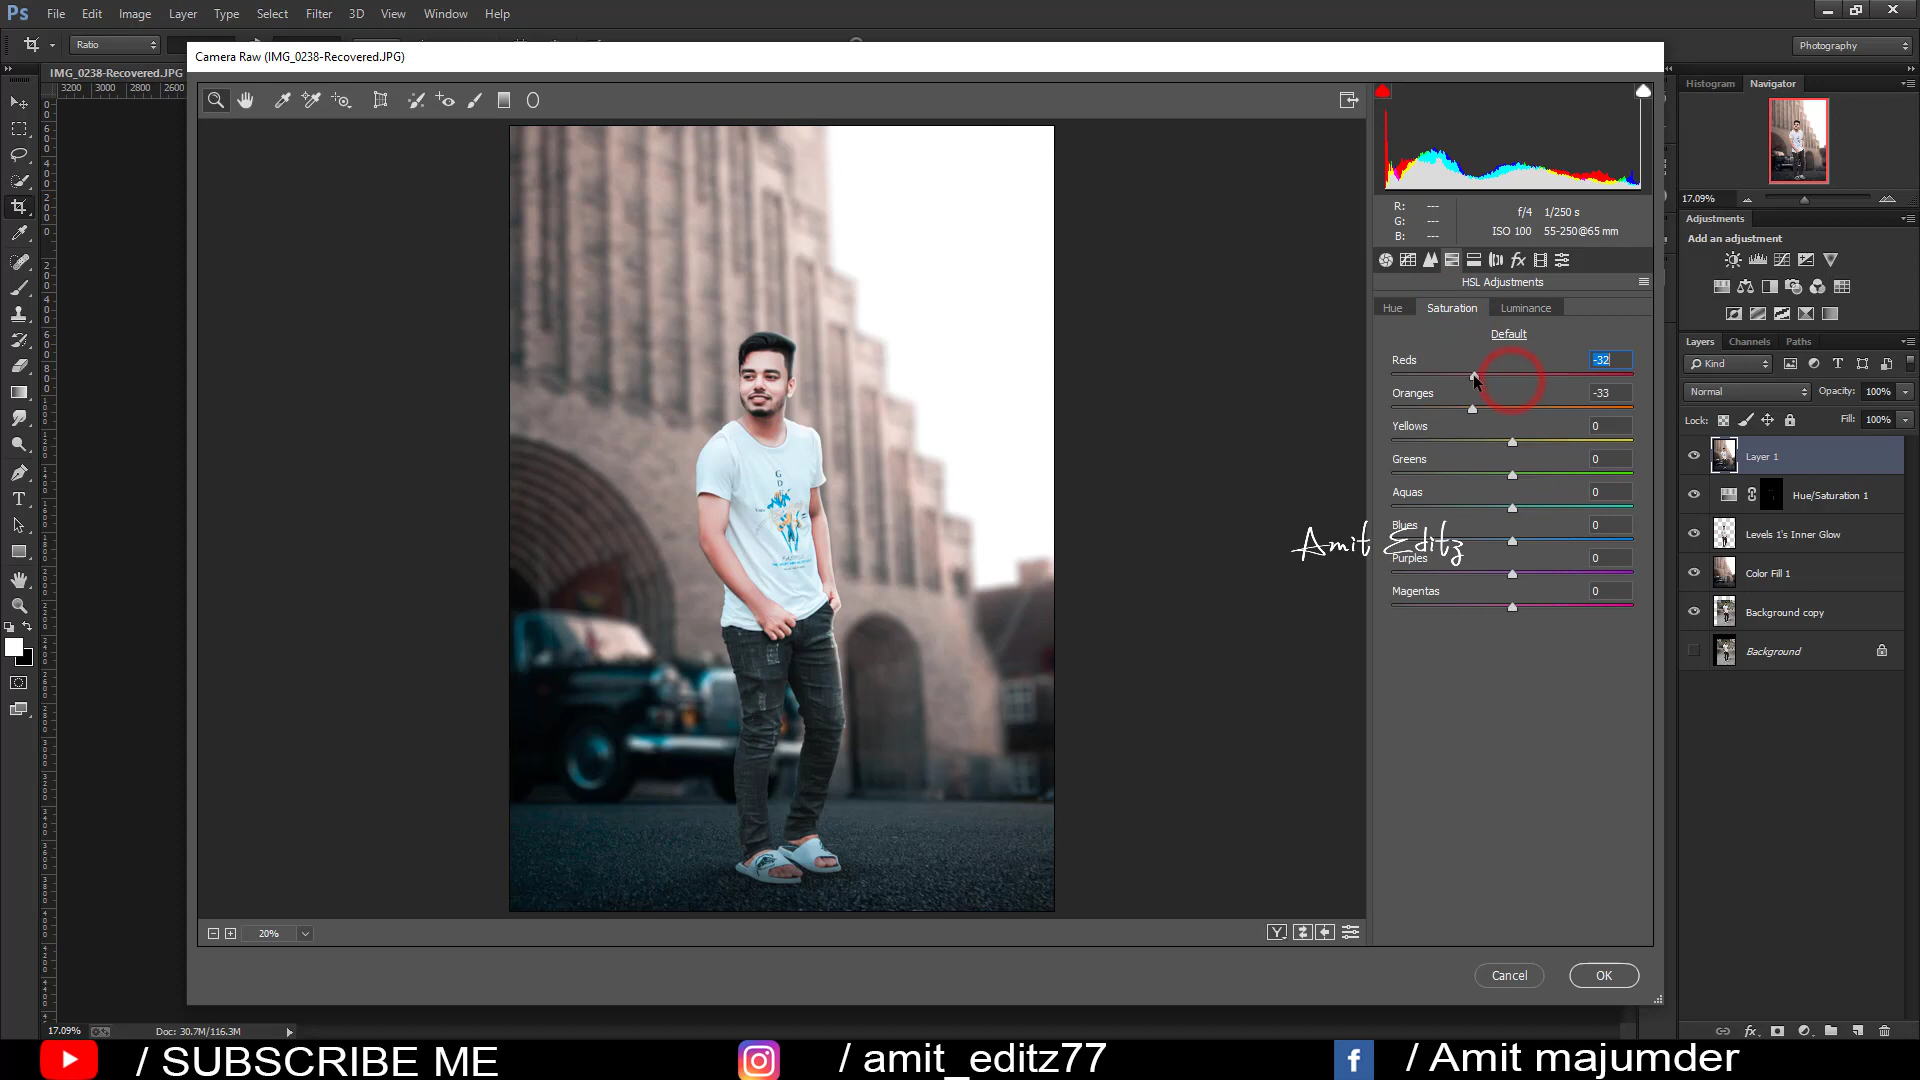 Ps File Edit Image Layer Type Select Filter 3D View Window Help
Ratio
Photography
Camera Raw (IMG_0238-Recovered.JPG)
IMG_0238-Recovered.JPG
3200 3000 2800 2600
Histogram Navigator
17.09%
R: ---
G: ---
B: ---
f/4 1/250 s
ISO 100 55-250@65 mm
Adjustments
Add an adjustment
HSL Adjustments
Hue Saturation Luminance
Default
Reds -32
Oranges -33
Yellows 0
Greens 0
Aquas 0
Blues 0
Purples 0
Magentas 0
Amit Editz
Layers Channels Paths
Kind
Normal Opacity: 100%
Lock: Fill: 100%
Layer 1
Hue/Saturation 1
Levels 1's Inner Glow
Color Fill 1
Background copy
Background
G
D
20%
Y
Cancel OK
17.09% Doc: 30.7M/116.3M
fx
/ SUBSCRIBE ME / amit_editz77 / Amit majumder